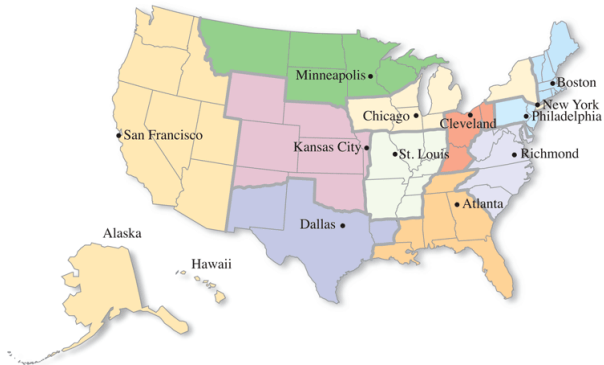 Minneapolis
Boston
New York
Chicago
Cleveland
Philadelphia
San Francisco
Kansas City
St. Louis
Richmond
Atlanta
Dallas
Alaska
Hawaii